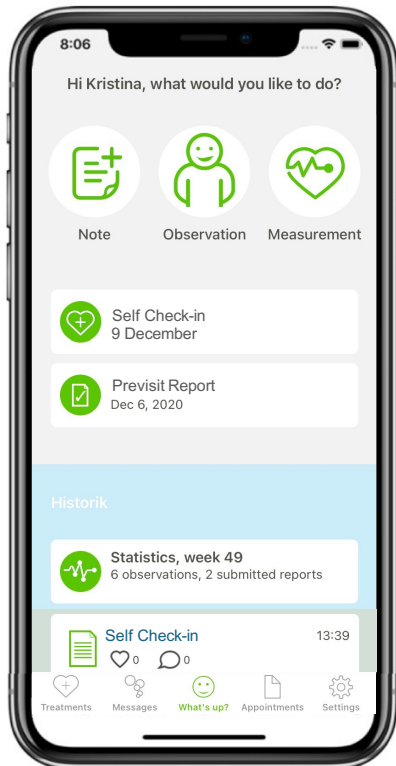 8:06
Hi Kristina, what would you like to do?
Note Observation Measurement
Self Check-in
9 December
Previsit Report
Dec 6, 2020
Historik
Statistics, week 49
6 observations, 2 submitted reports
Self Check-in 13:39
0 0
Treatments Messages What's up? Appointments Settings